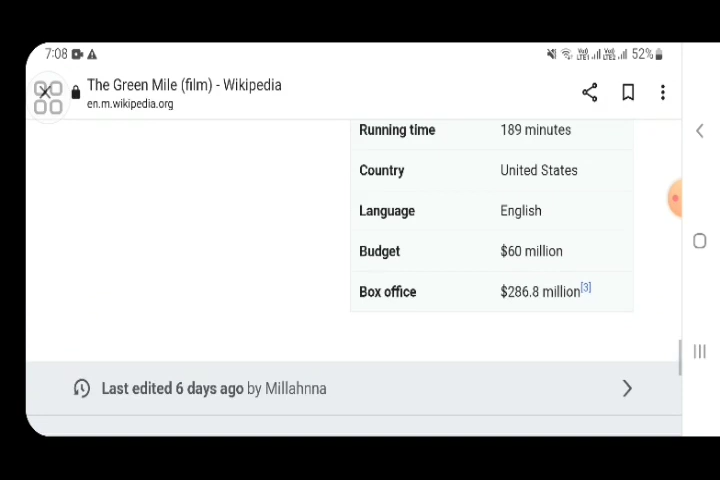 7:08 52%
The Green Mile (film) - Wikipedia
en.m.wikipedia.org
Running time 189 minutes
Country United States
Language English
Budget $60 million
Box office $286.8 million[3]
Last edited 6 days ago by Millahnna